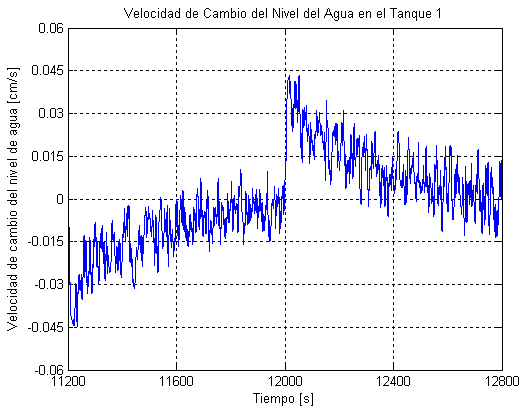 Velocidad de Cambio del Nivel del Agua en el Tanque 1
Velocidad de cambio del nivel de agua [cm/s]
0.06
0.045
0.03
0.015
0
-0.015
-0.03
-0.045
-0.06
11200 11600 12000 12400 12800
Tiempo [s]